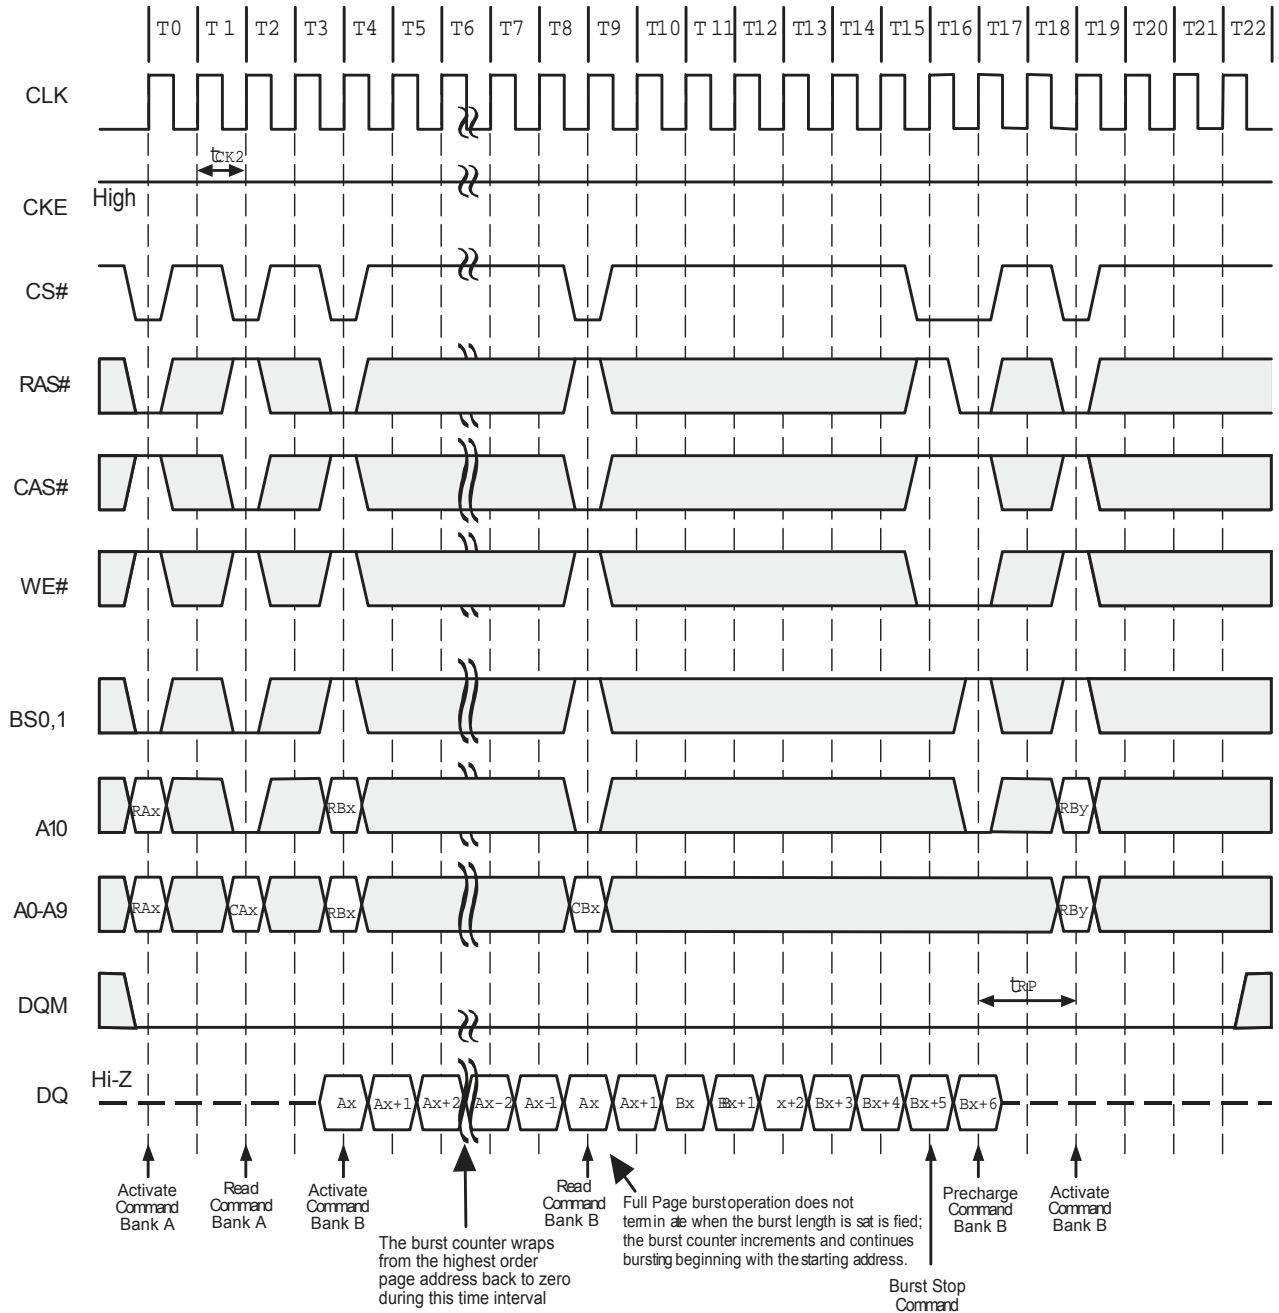 T0 T 1 T2 T3 T4 T5 T6 T7 T8 T9 T10 T 11 T12 T13 T14 T15 T16 T17 T18 T19 T20 T21 T22
CLK
tCK2
High
CKE
CS#
RAS#
CAS#
WE#
BS0,1
RAx RBx RBy
A10
A0-A9
RAx CAx RBx CBx RBy
DQM
tRP
Hi-Z
DQ
Ax Ax+1 Ax+2 Ax-2 Ax-1 Ax Ax+1 Bx Bx+1 x+2 Bx+3 Bx+4 Bx+5 Bx+6
Activate
Command
Bank A
Read
Command
Bank A
Activate
Command
Bank B
The burst counter wraps
from the highest order
page address back to zero
during this time interval
Read
Command
Bank B
Full Page burst operation does not
terminate when the burst length is satisfied;
the burst counter increments and continues
bursting beginning with the starting address.
Burst Stop
Command
Precharge
Command
Bank B
Activate
Command
Bank B